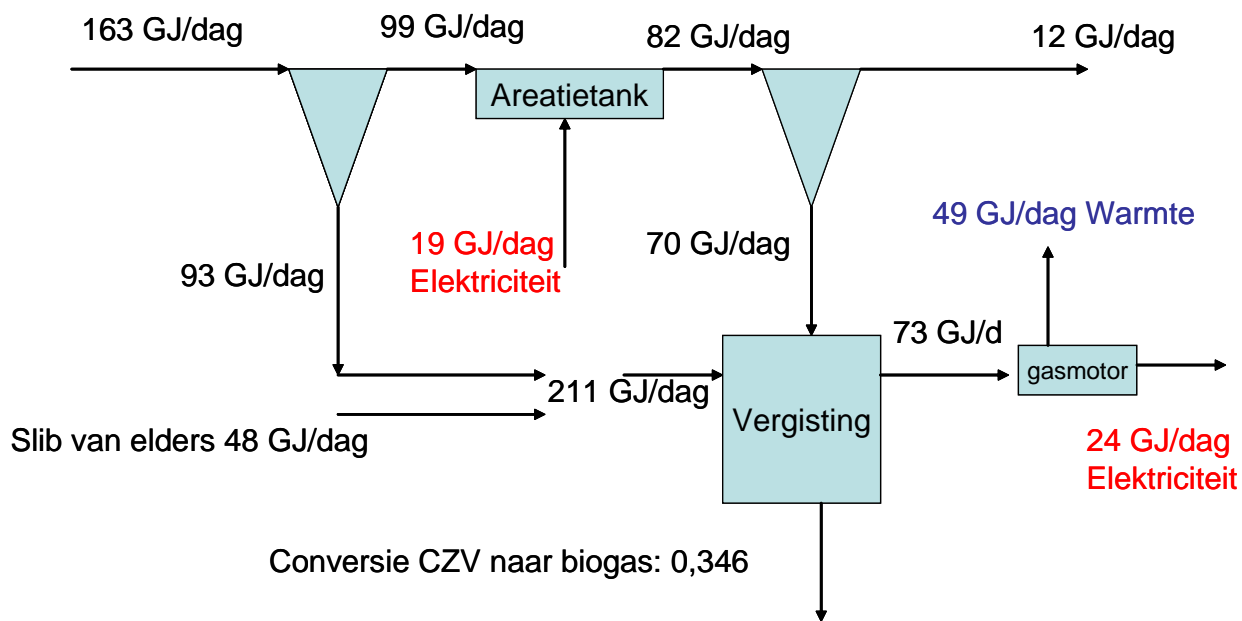 163 GJ/dag
99 GJ/dag
82 GJ/dag
12 GJ/dag
Areatietank
19 GJ/dag
Elektriciteit
93 GJ/dag
70 GJ/dag
49 GJ/dag Warmte
73 GJ/d
gasmotor
211 GJ/dag
Vergisting
Slib van elders 48 GJ/dag
24 GJ/dag
Elektriciteit
Conversie CZV naar biogas: 0,346